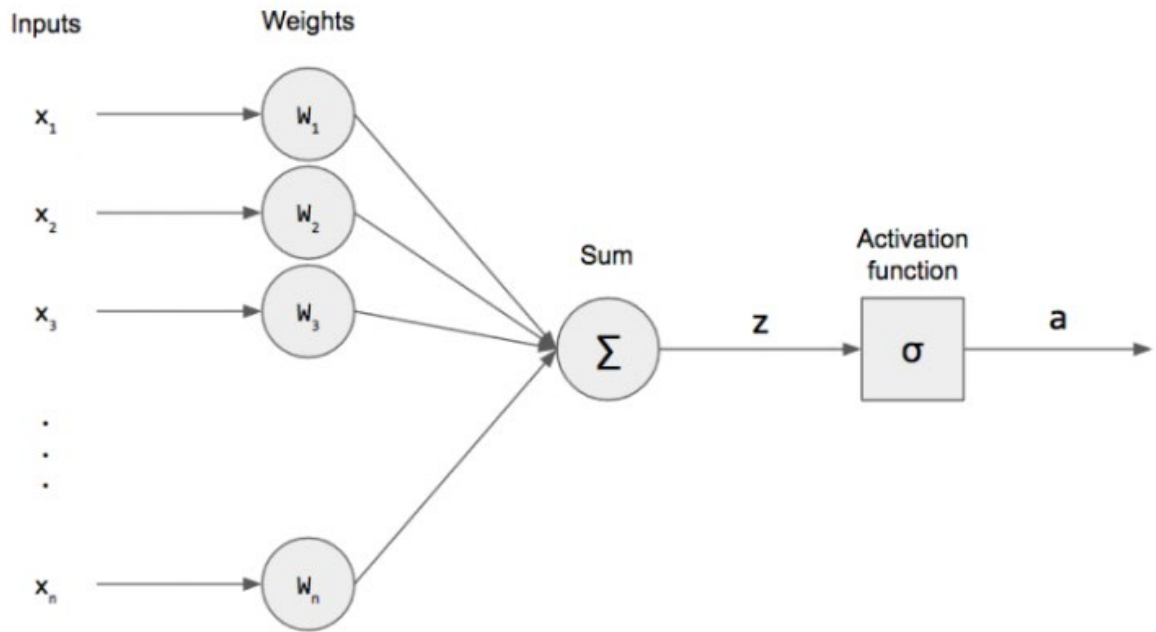 Inputs
Weights
x₁
W₁
x₂
W₂
x₃
W₃
.
.
.
xₙ
Wₙ
Sum
Σ
z
Activation
function
σ
a